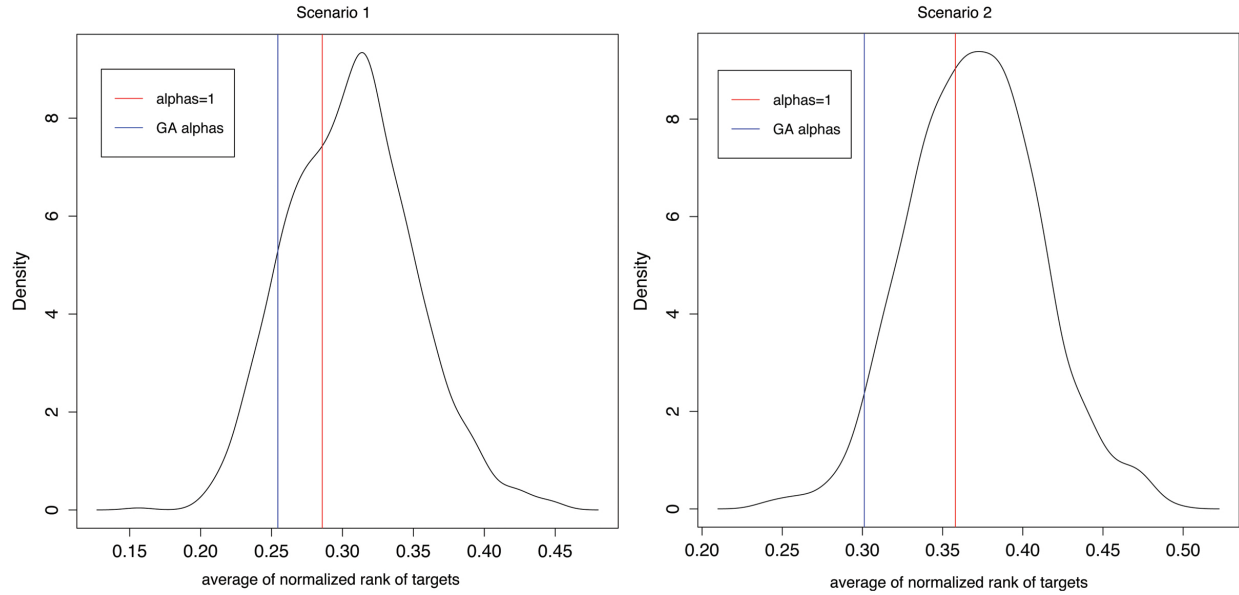 Scenario 1
alphas=1
GA alphas
Density
0
2
4
6
8
0.15
0.20
0.25
0.30
0.35
0.40
0.45
average of normalized rank of targets
Scenario 2
alphas=1
GA alphas
Density
0
2
4
6
8
0.20
0.25
0.30
0.35
0.40
0.45
0.50
average of normalized rank of targets